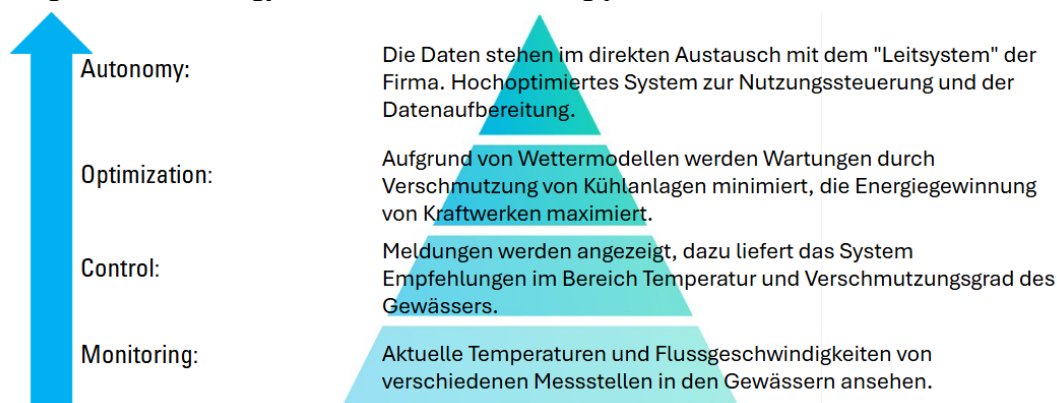 Autonomy:
Die Daten stehen im direkten Austausch mit dem "Leitsystem" der
Firma. Hochoptimiertes System zur Nutzungssteuerung und der
Datenaufbereitung.
Optimization:
Aufgrund von Wettermodellen werden Wartungen durch
Verschmutzung von Kühlanlagen minimiert, die Energiegewinnung
von Kraftwerken maximiert.
Control:
Meldungen werden angezeigt, dazu liefert das System
Empfehlungen im Bereich Temperatur und Verschmutzungsgrad des
Gewässers.
Monitoring:
Aktuelle Temperaturen und Flussgeschwindigkeiten von
verschiedenen Messstellen in den Gewässern ansehen.